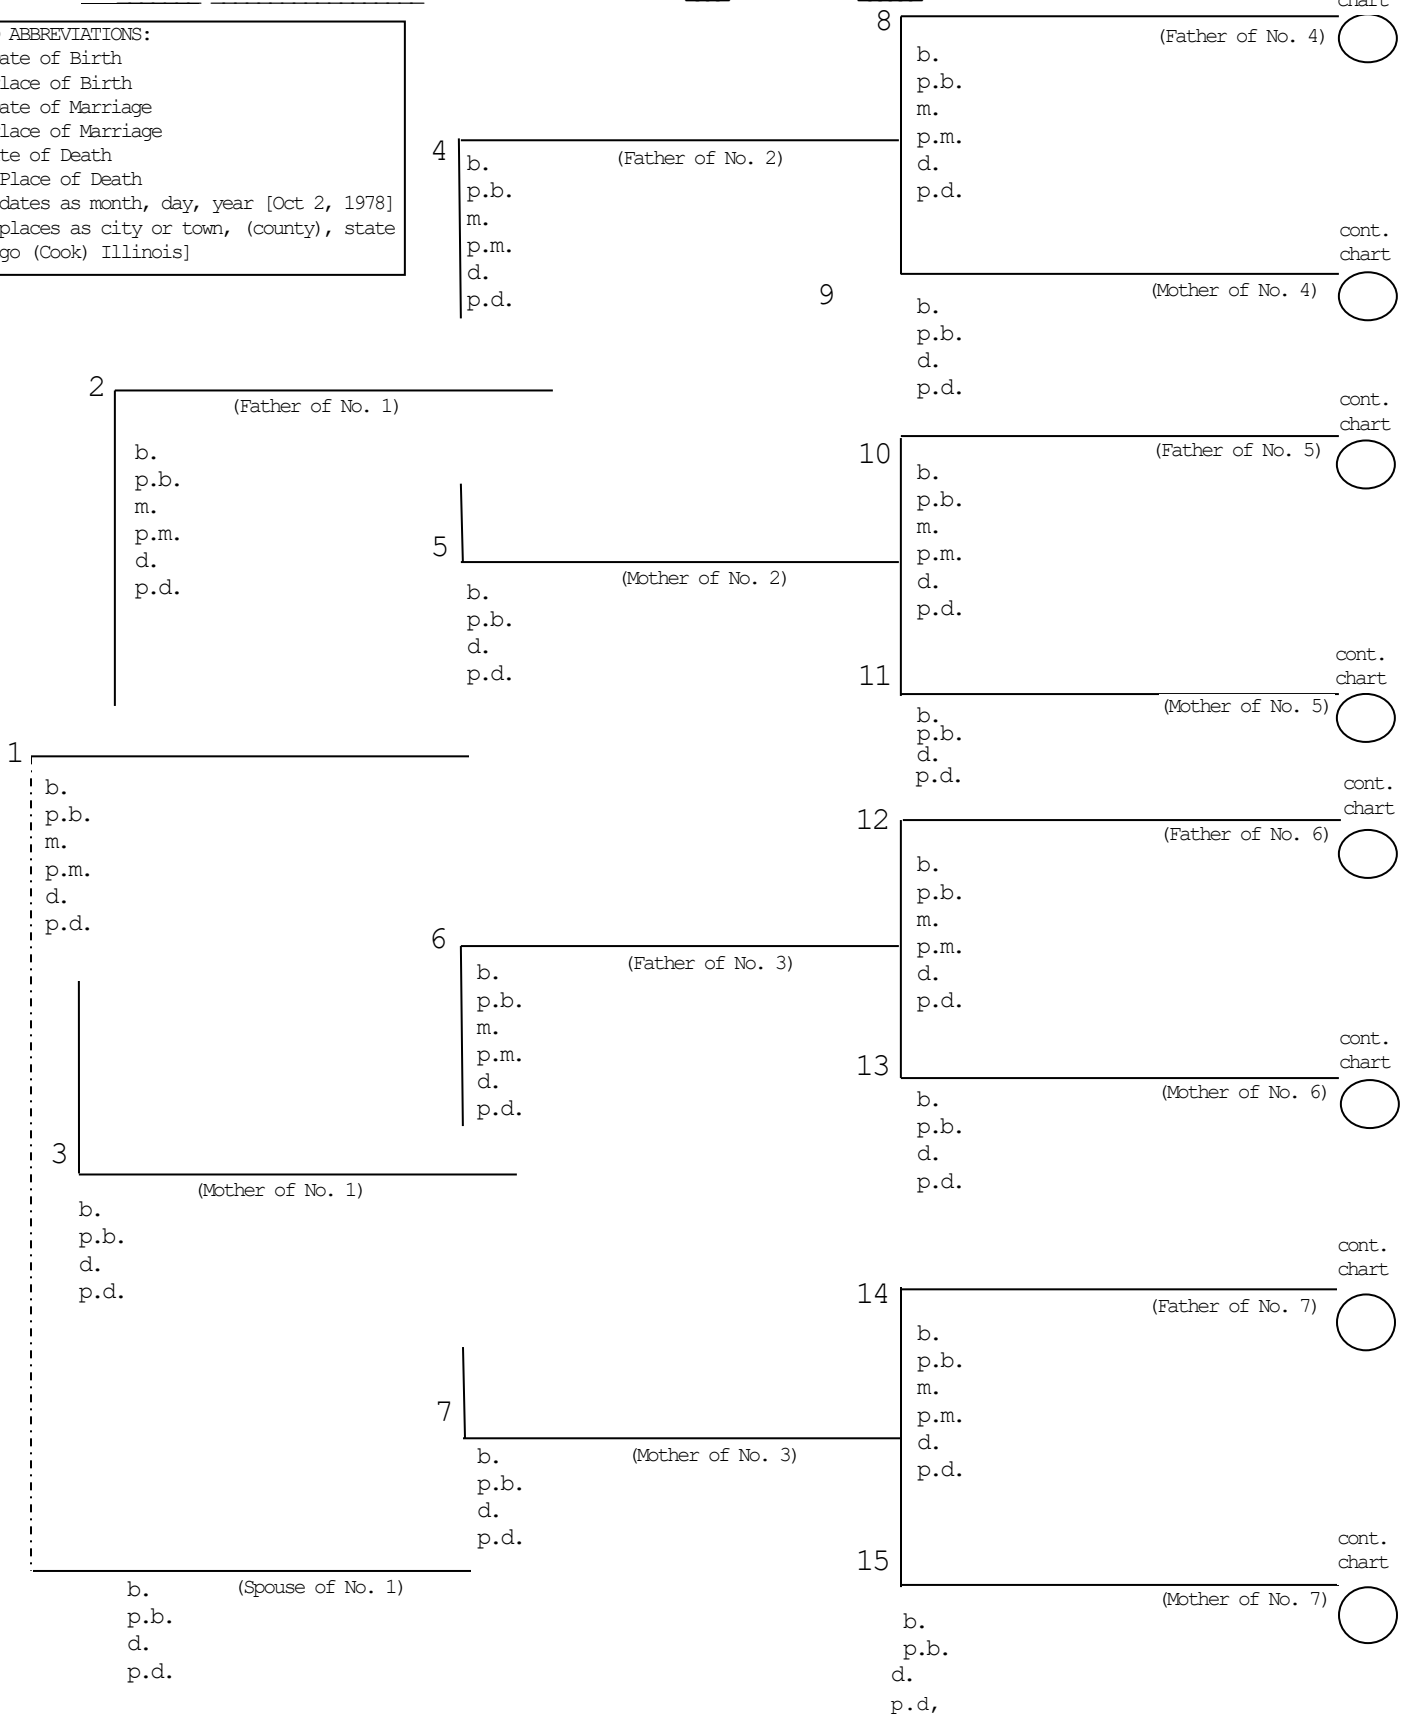 ABBREVIATIONS:
ate of Birth
lace of Birth
ate of Marriage
lace of Marriage
te of Death
Place of Death
dates as month, day, year [Oct 2, 1978]
places as city or town, (county), state
go (Cook) Illinois]
chart
8
(Father of No. 4)
b.
p.b.
m.
p.m.
d.
p.d.
4
(Father of No. 2)
b.
p.b.
m.
p.m.
d.
p.d.
cont.
chart
9
(Mother of No. 4)
b.
p.b.
d.
p.d.
2
(Father of No. 1)
b.
p.b.
m.
p.m.
d.
p.d.
cont.
chart
10
(Father of No. 5)
b.
p.b.
m.
p.m.
d.
p.d.
5
(Mother of No. 2)
b.
p.b.
d.
p.d.
cont.
chart
11
(Mother of No. 5)
b.
p.b.
d.
p.d.
1
b.
p.b.
m.
p.m.
d.
p.d.
cont.
chart
12
(Father of No. 6)
b.
p.b.
m.
p.m.
d.
p.d.
6
(Father of No. 3)
b.
p.b.
m.
p.m.
d.
p.d.
cont.
chart
13
(Mother of No. 6)
b.
p.b.
d.
p.d.
3
(Mother of No. 1)
b.
p.b.
d.
p.d.
cont.
chart
14
(Father of No. 7)
b.
p.b.
m.
p.m.
d.
p.d.
7
(Mother of No. 3)
b.
p.b.
d.
p.d.
cont.
chart
15
(Mother of No. 7)
b.
p.b.
d.
p.d,
(Spouse of No. 1)
b.
p.b.
d.
p.d.